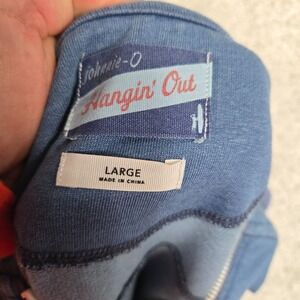 johnnie-O
Hangin' Out
LARGE
MADE IN CHINA